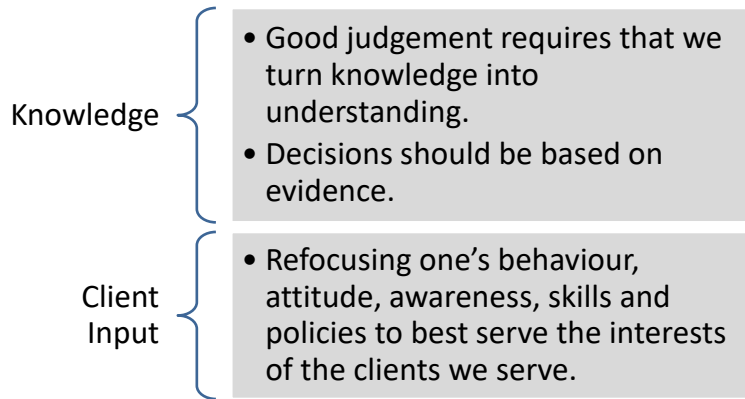 Knowledge
• Good judgement requires that we
turn knowledge into
understanding.
• Decisions should be based on
evidence.
Client
Input
• Refocusing one’s behaviour,
attitude, awareness, skills and
policies to best serve the interests
of the clients we serve.